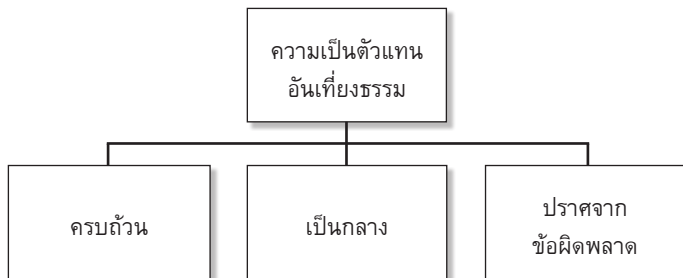 ความเป็นตัวแทน
อันเที่ยงธรรม
ครบถ้วน
เป็นกลาง
ปราศจาก
ข้อผิดพลาด